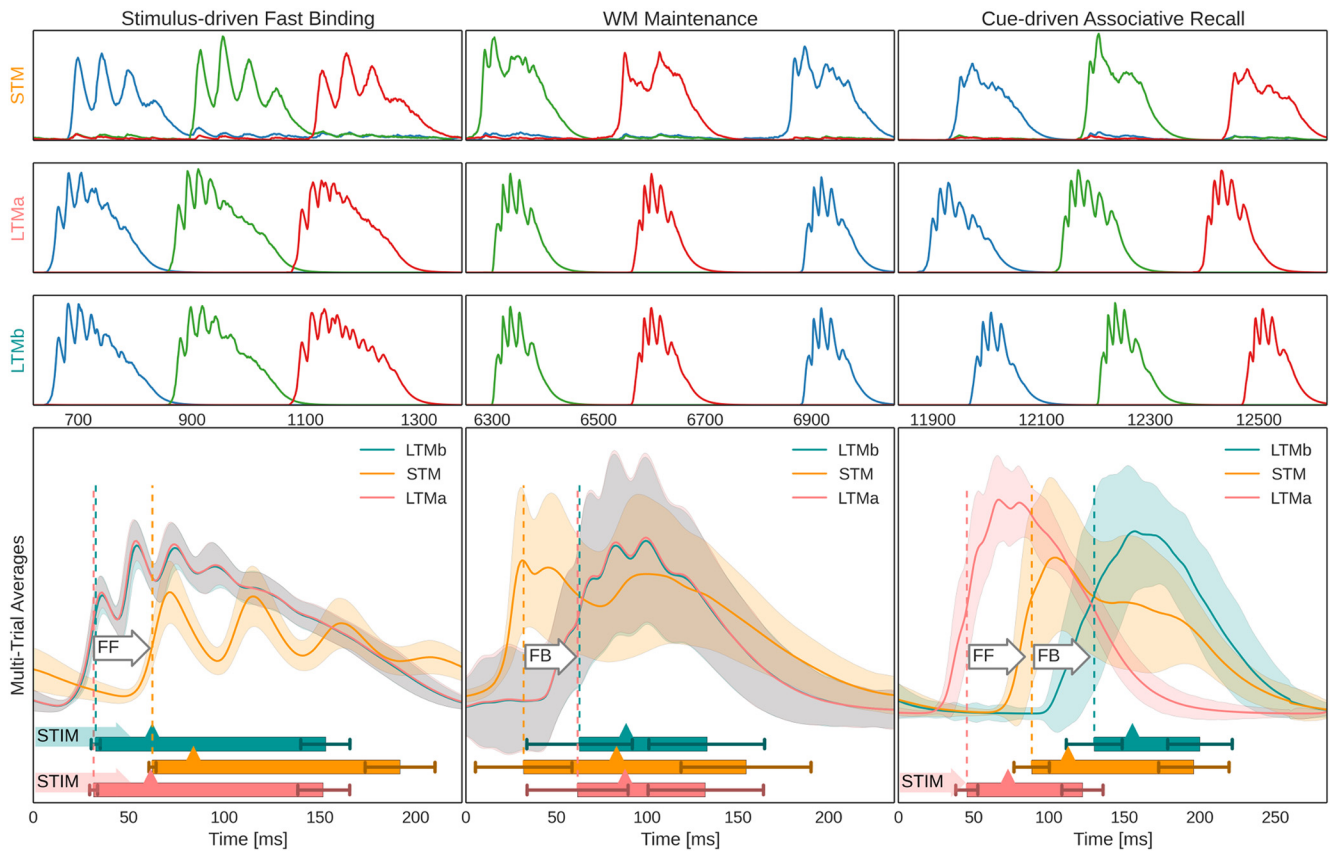 Stimulus-driven Fast Binding
WM Maintenance
Cue-driven Associative Recall
STM
LTMa
LTMb
700 900 1100 1300
6300 6500 6700 6900
11900 12100 12300 12500
Multi-Trial Averages
LTMb
STM
LTMa
FF
STIM
STIM
0 50 100 150 200
Time [ms]
LTMb
STM
LTMa
FB
0 50 100 150 200
Time [ms]
LTMb
STM
LTMa
FF
FB
STIM
0 50 100 150 200 250
Time [ms]